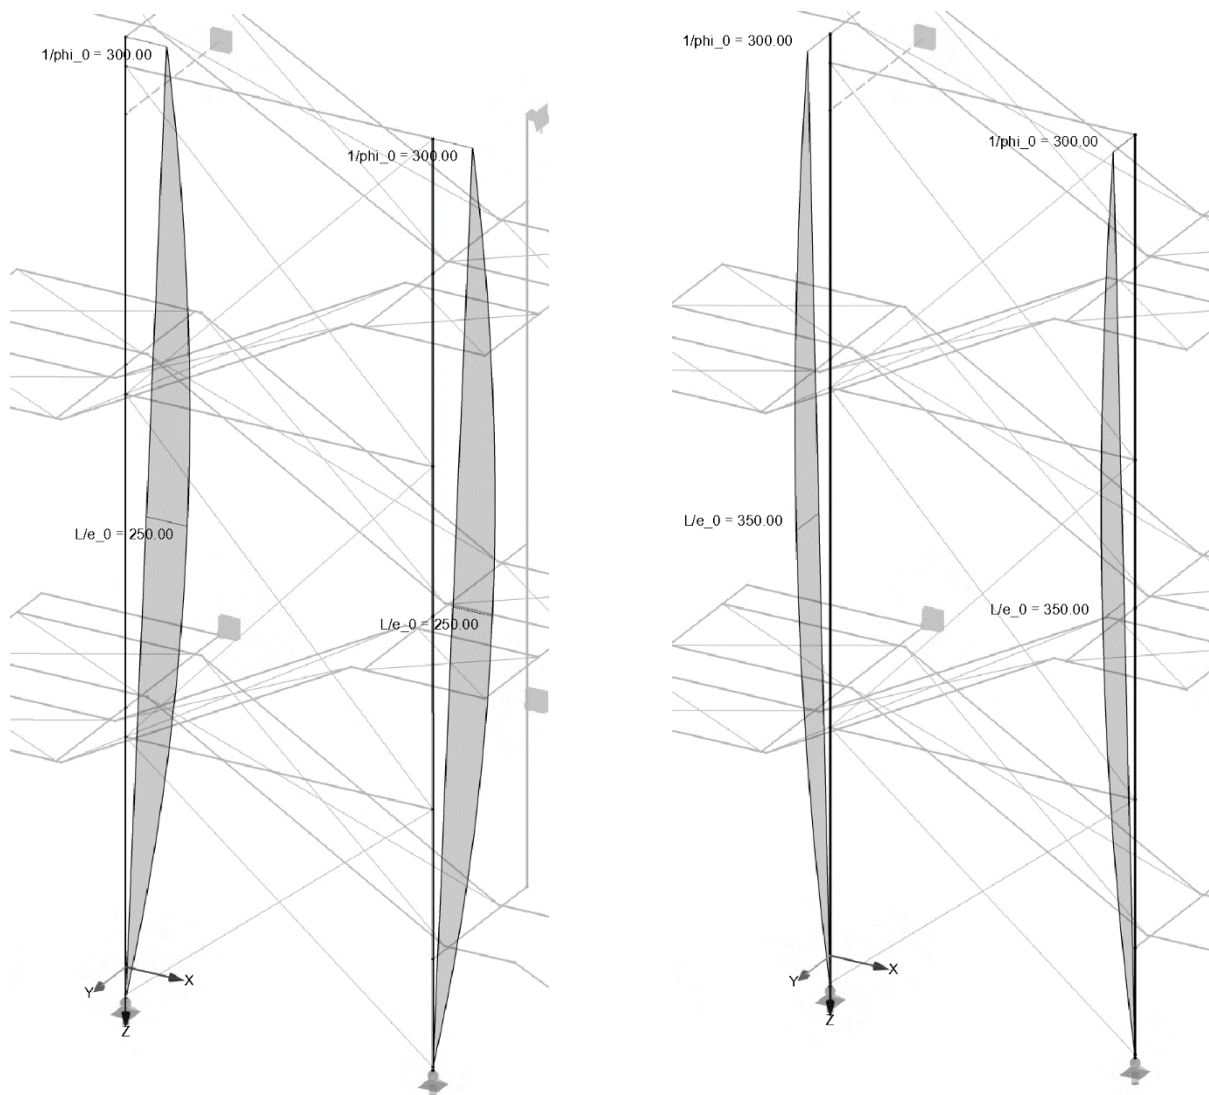 1/phi_0 = 300.00
1/phi_0 = 300.00
L/e_0 = 250.00
L/e_0 = 250.00
X
Y
Z
1/phi_0 = 300.00
1/phi_0 = 300.00
L/e_0 = 350.00
L/e_0 = 350.00
X
Y
Z